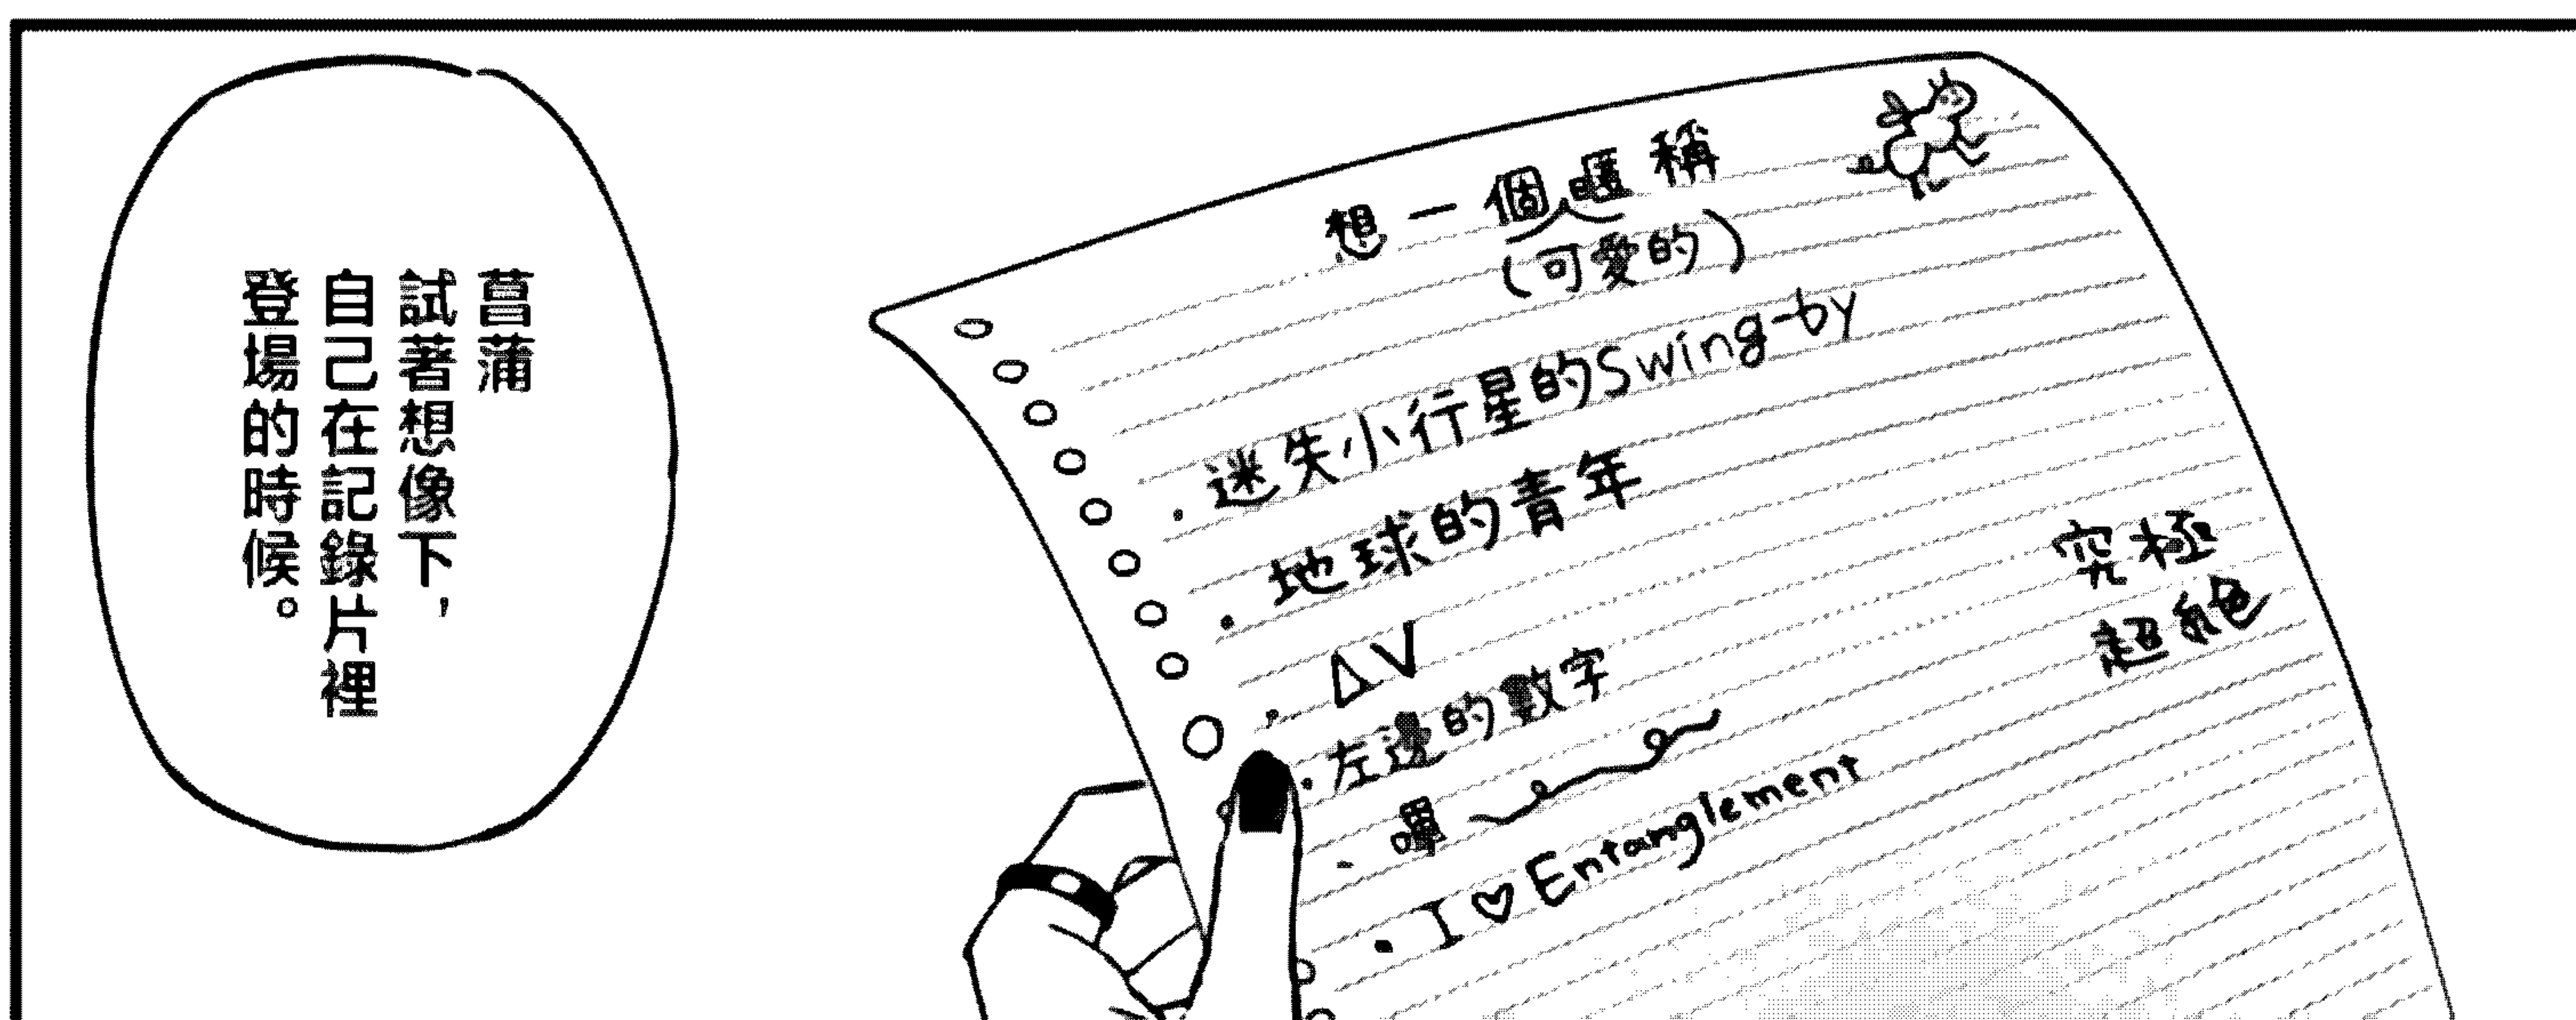 菖蒲
試著想像下，
自己在記錄片裡
登場的時候。
想一個暱稱
（可愛的）
・迷失小行星的Swing-by
・地球的青年
・ΔV
・左邊的數字
・嘿
・I♡Entanglement
究極
超能